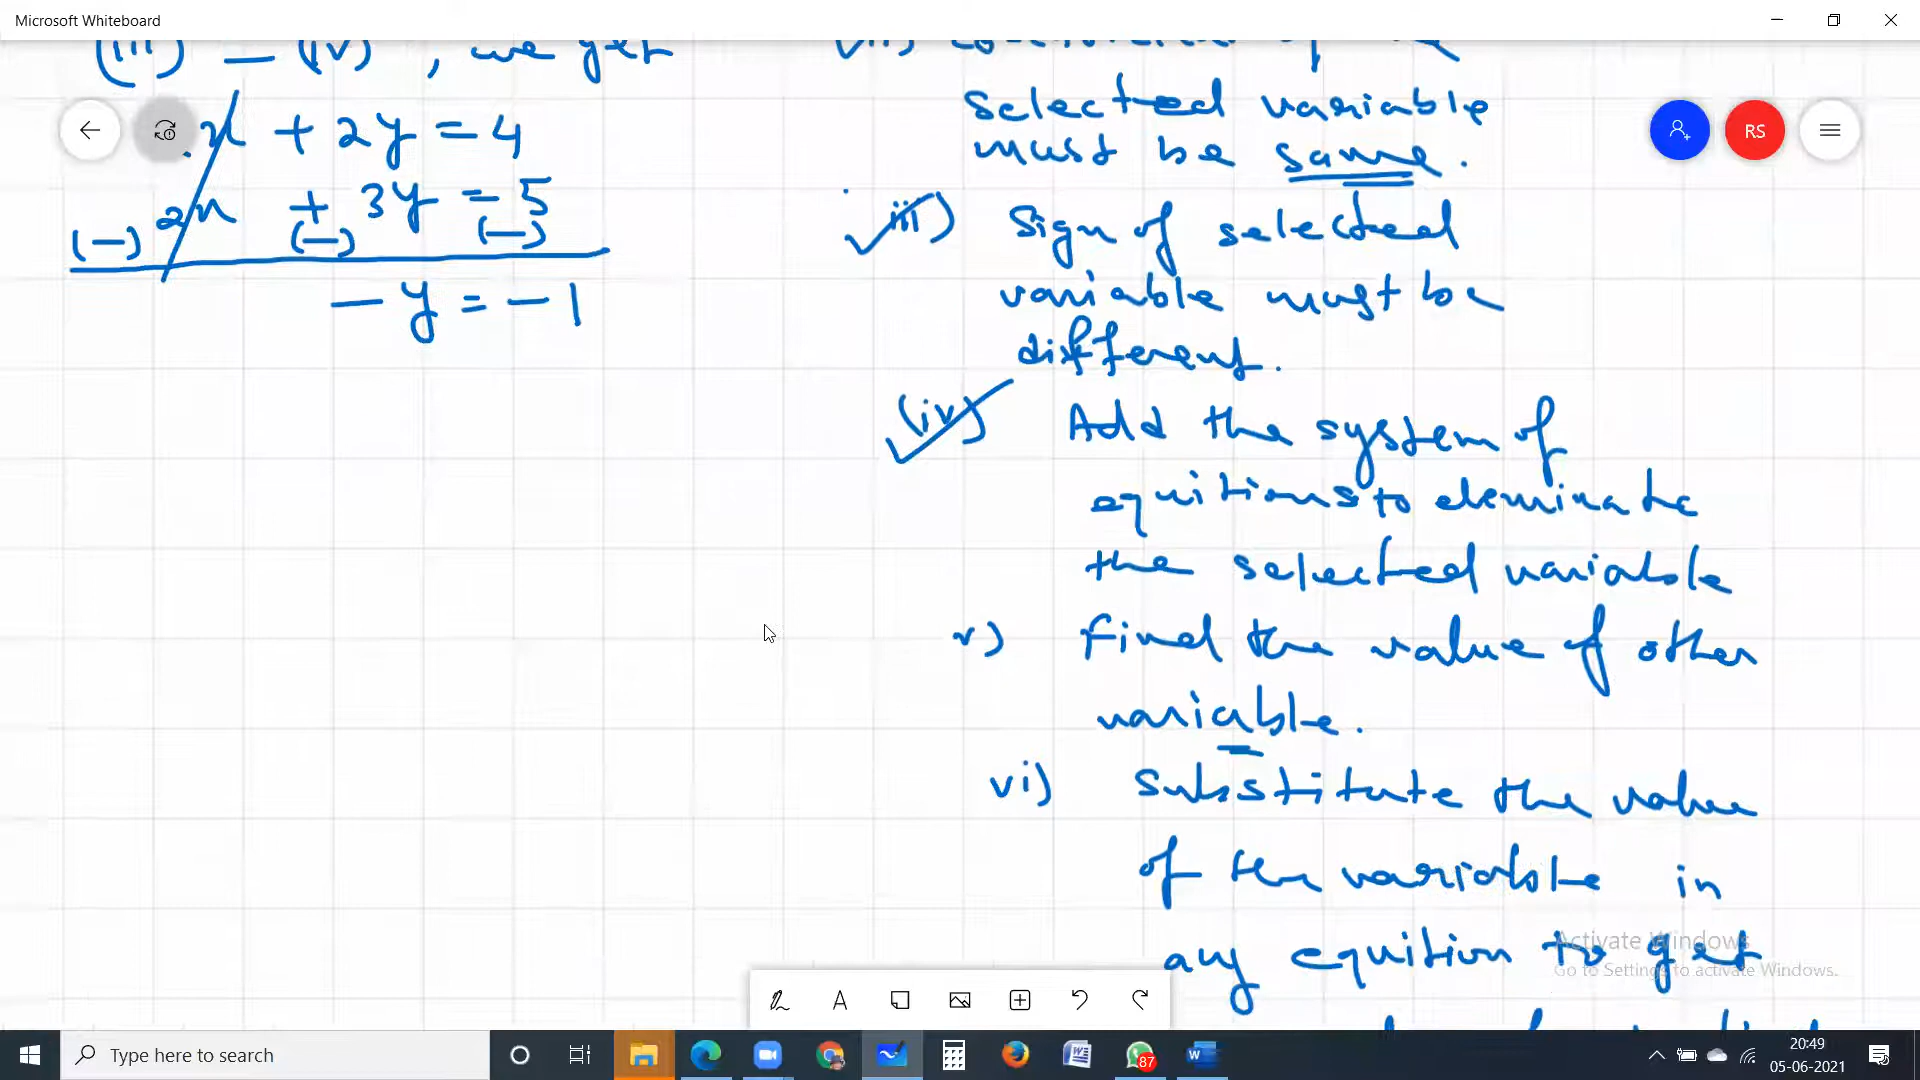 Microsoft Whiteboard
(iii) — (iv) , we get
x + 2y = 4
2x + 3y = 5
(—) (—) (—)
— y = — 1
selected variable
must be same.
iii) Sign of selected
variable must be
different.
(iv) Add the system of
equitions to eleminate
the selected variable
v) Find the value of other
variable.
vi) Substitute the value
of the variable in
any equition to get
RS
Activate Windows
Go to Settings to activate Windows.
A
Type here to search
87
20:49
05-06-2021